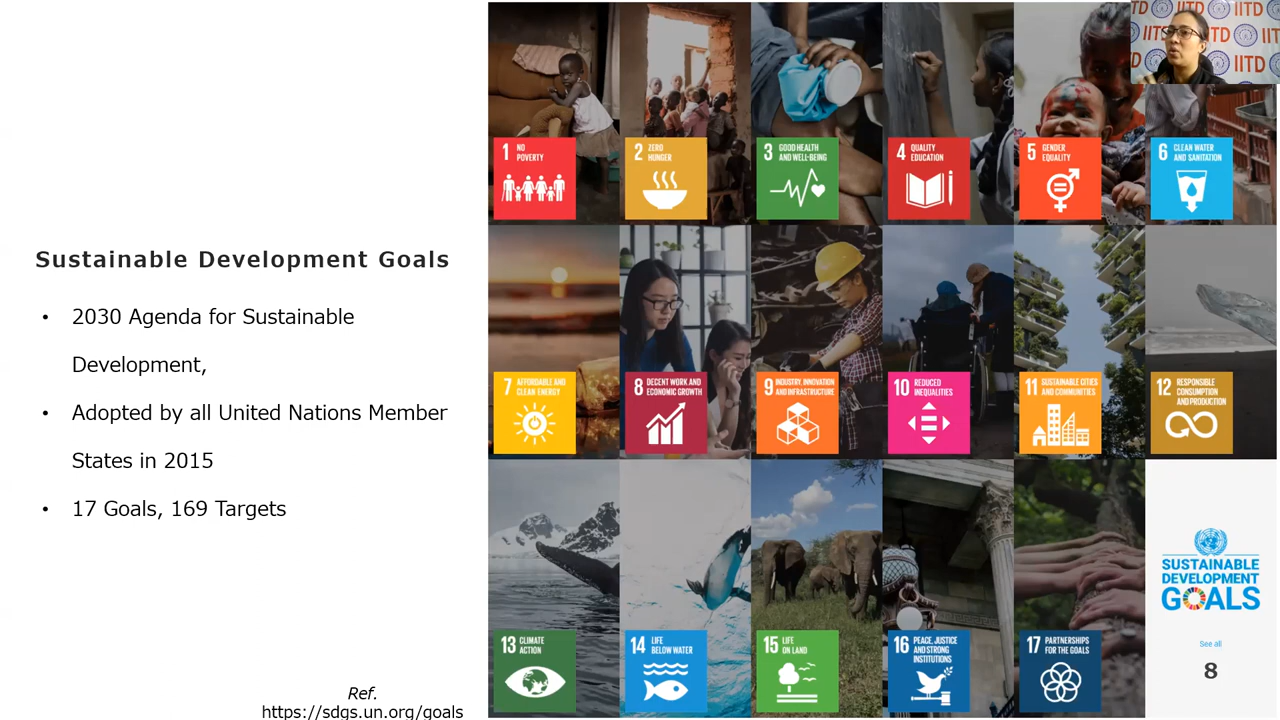 Sustainable Development Goals
• 2030 Agenda for Sustainable
Development,
• Adopted by all United Nations Member
States in 2015
• 17 Goals, 169 Targets
Ref.
https://sdgs.un.org/goals
1 NO
POVERTY
2 ZERO
HUNGER
3 GOOD HEALTH
AND WELL-BEING
4 QUALITY
EDUCATION
5 GENDER
EQUALITY
6 CLEAN WATER
AND SANITATION
IITD
IITD
IITD
7 AFFORDABLE AND
CLEAN ENERGY
8 DECENT WORK AND
ECONOMIC GROWTH
9 INDUSTRY, INNOVATION
AND INFRASTRUCTURE
10 REDUCED
INEQUALITIES
11 SUSTAINABLE CITIES
AND COMMUNITIES
12 RESPONSIBLE
CONSUMPTION
AND PRODUCTION
13 CLIMATE
ACTION
14 LIFE
BELOW WATER
15 LIFE
ON LAND
16 PEACE, JUSTICE
AND STRONG
INSTITUTIONS
17 PARTNERSHIPS
FOR THE GOALS
SUSTAINABLE
DEVELOPMENT
GOALS
See all
8